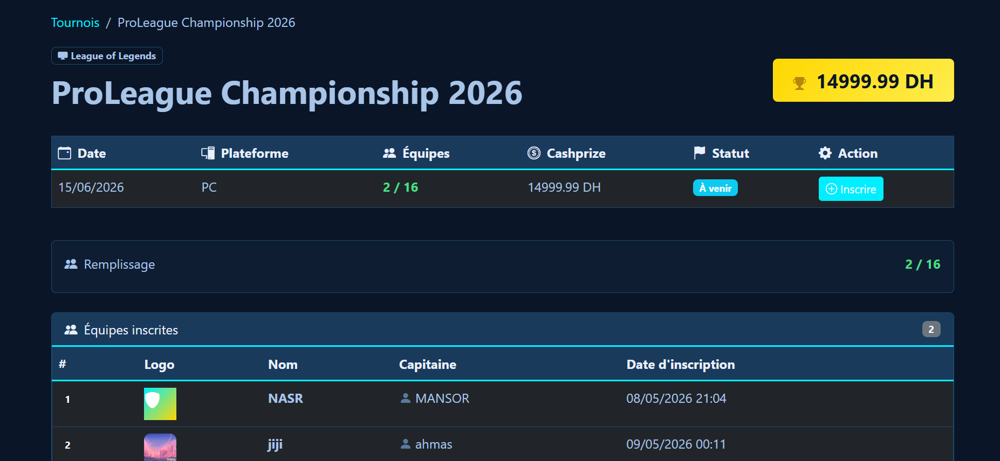 Tournois / ProLeague Championship 2026
League of Legends
ProLeague Championship 2026
14999.99 DH
Date Plateforme Équipes Cashprize Statut Action
15/06/2026 PC 2 / 16 14999.99 DH À venir Inscrire
Remplissage 2 / 16
Équipes inscrites 2
# Logo Nom Capitaine Date d'inscription
1 NASR MANSOR 08/05/2026 21:04
2 jiji ahmas 09/05/2026 00:11